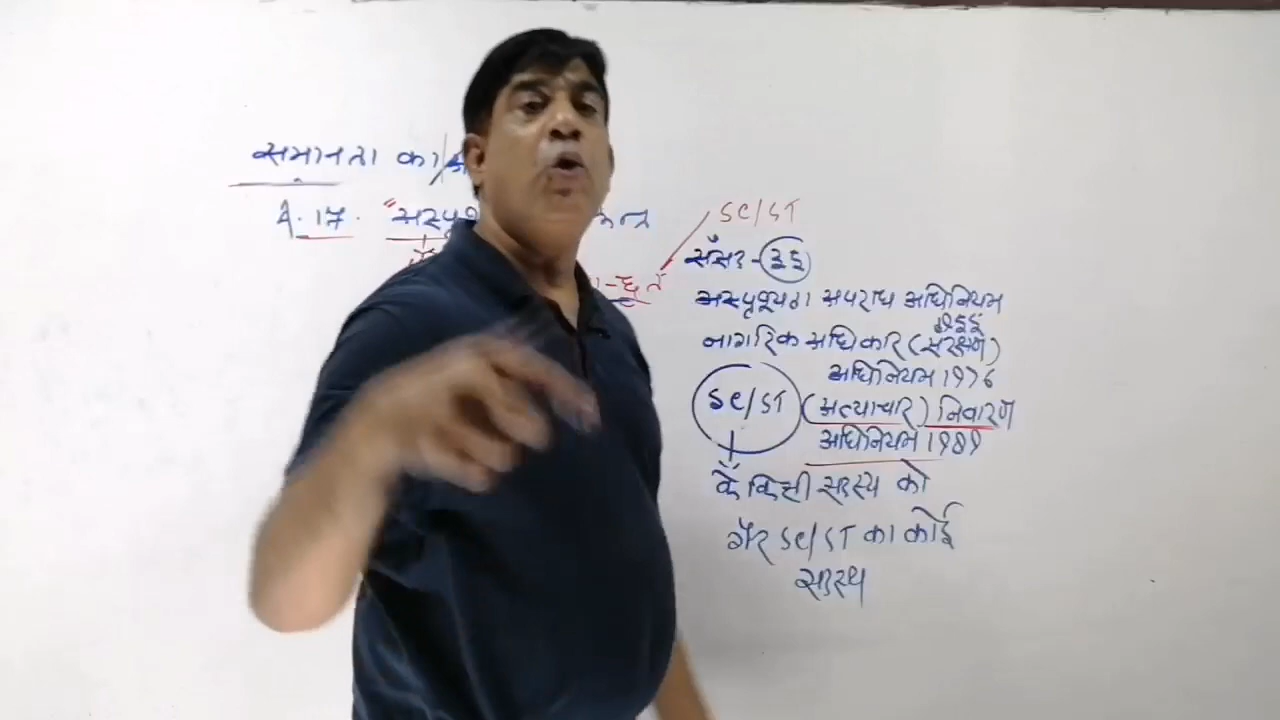 समानता का
A. 17. "अस्पृश
न्त
SC/ST
-छूत
संसद - 35
अस्पृश्यता अपराध अधिनियम
1955
नागरिक अधिकार (संरक्षण)
अधिनियम 1976
SC/ST (अत्याचार) निवारण
अधिनियम 1989
के किसी सदस्य को
गैर SC/ST का कोई
सदस्य